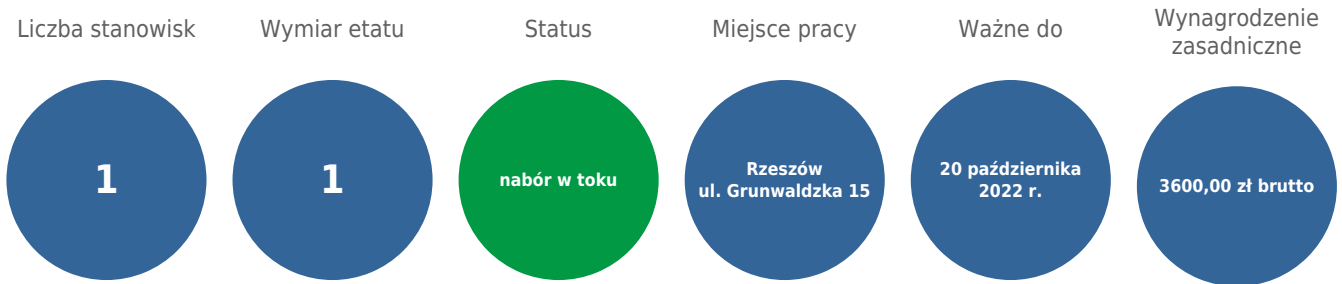 Liczba stanowisk
1
Wymiar etatu
1
Status
nabór w toku
Miejsce pracy
Rzeszów
ul. Grunwaldzka 15
Ważne do
20 października
2022 r.
Wynagrodzenie
zasadnicze
3600,00 zł brutto